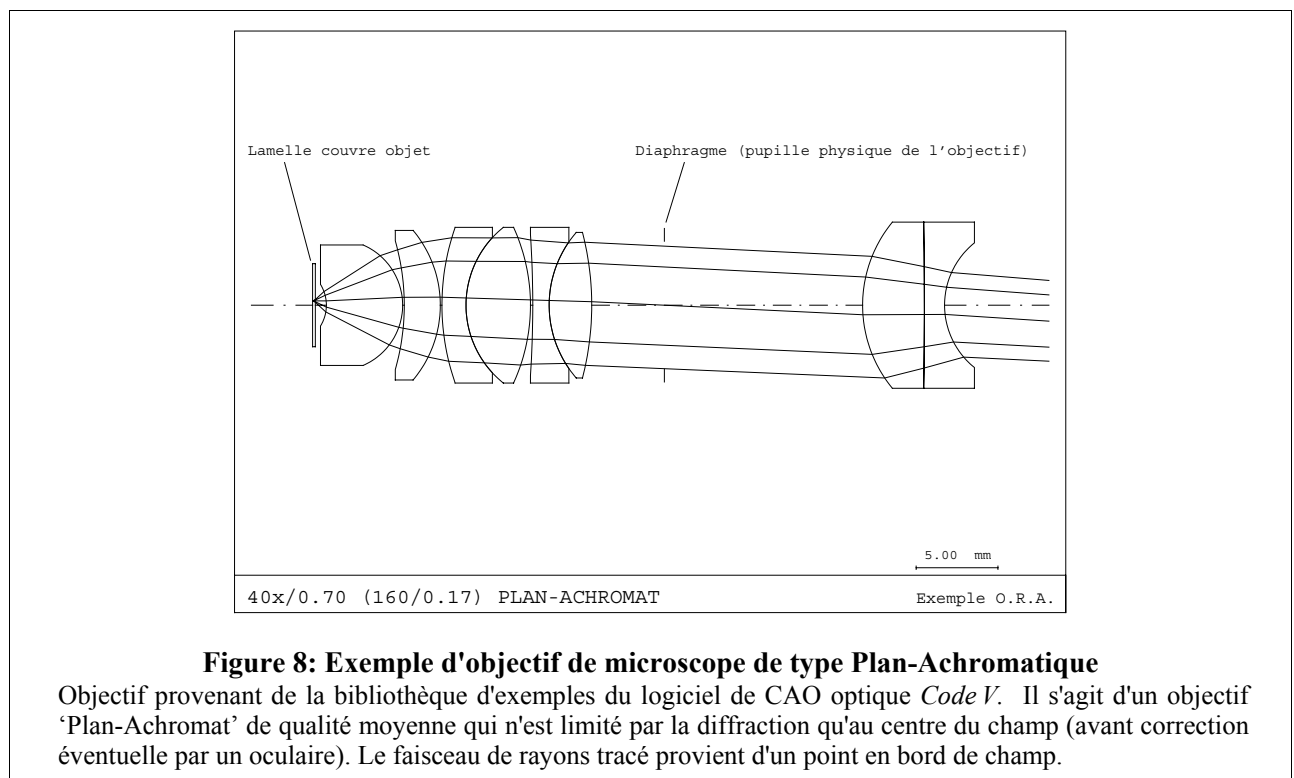 Lamelle couvre objet
Diaphragme (pupille physique de l'objectif)
5.00 mm
40x/0.70 (160/0.17) PLAN-ACHROMAT
Exemple O.R.A.
Figure 8: Exemple d'objectif de microscope de type Plan-Achromatique
Objectif provenant de la bibliothèque d'exemples du logiciel de CAO optique Code V. Il s'agit d'un objectif
‘Plan-Achromat’ de qualité moyenne qui n'est limité par la diffraction qu'au centre du champ (avant correction
éventuelle par un oculaire). Le faisceau de rayons tracé provient d'un point en bord de champ.